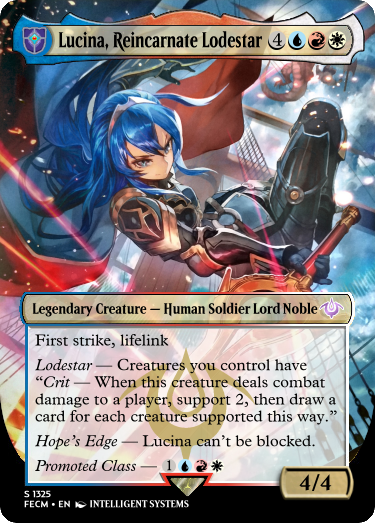 Lucina, Reincarnate Lodestar 4
Legendary Creature — Human Soldier Lord Noble
First strike, lifelink
Lodestar — Creatures you control have
“Crit — When this creature deals combat
damage to a player, support 2, then draw a
card for each creature supported this way.”
Hope's Edge — Lucina can't be blocked.
Promoted Class — 1
4/4
S 1325
FECM • EN INTELLIGENT SYSTEMS